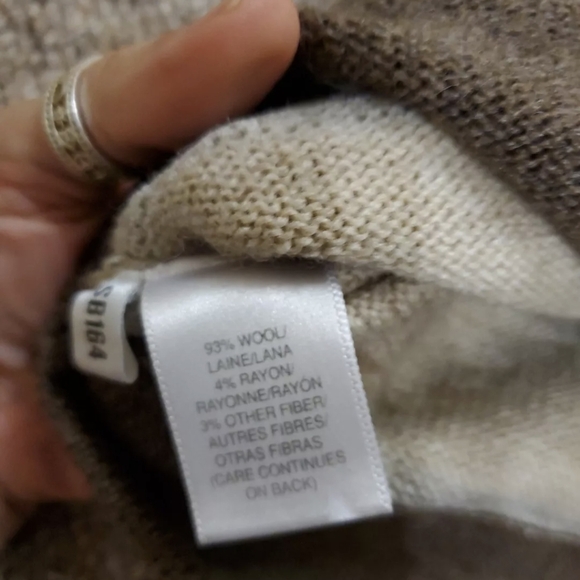 SB164
93% WOOL/
LAINE/LANA
4% RAYON/
RAYONNE/RAYÓN
3% OTHER FIBER/
AUTRES FIBRES/
OTRAS FIBRAS
(CARE CONTINUES
ON BACK)